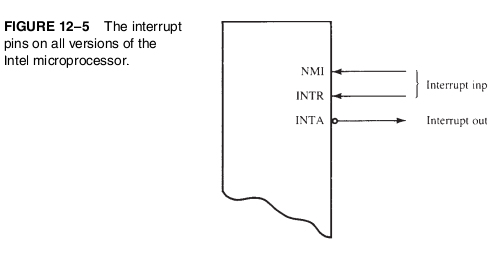 FIGURE 12–5 The interrupt
pins on all versions of the
Intel microprocessor.
NMI
INTR
Interrupt inp
INTA
Interrupt out